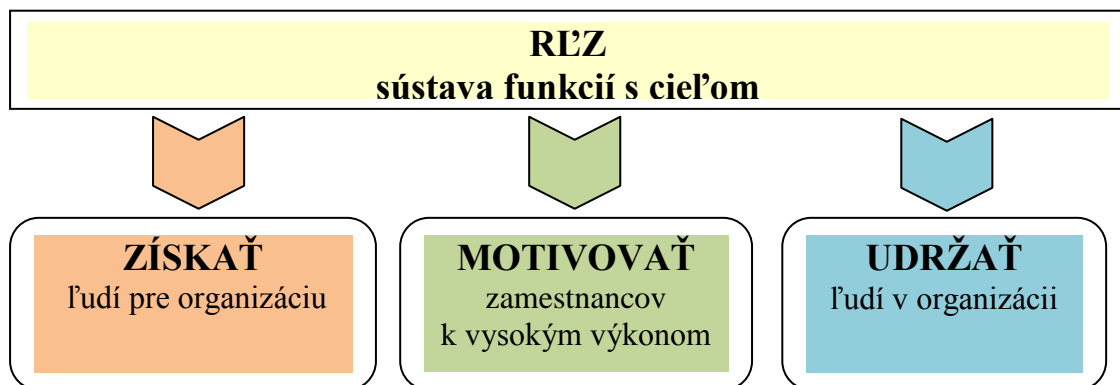 RĽZ
sústava funkcií s cieľom
ZÍSKAŤ
ľudí pre organizáciu
MOTIVOVAŤ
zamestnancov
k vysokým výkonom
UDRŽAŤ
ľudí v organizácii